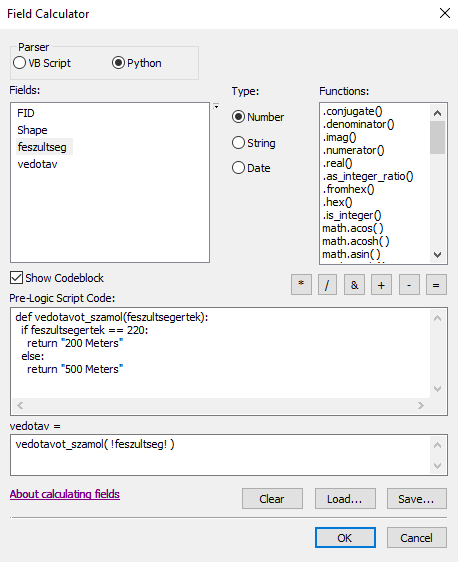 Field Calculator
Parser
VB Script
Python
Fields:
Type:
Functions:
FID
Shape
feszultseg
vedotav
Number
String
Date
.conjugate()
.denominator()
.imag()
.numerator()
.real()
.as_integer_ratio()
.fromhex()
.hex()
.is_integer()
math.acos( )
math.acosh( )
math.asin( )
Show Codeblock
* / & + - =
Pre-Logic Script Code:
def vedotavot_szamol(feszultsegertek):
  if feszultsegertek == 220:
    return "200 Meters"
  else:
    return "500 Meters"
vedotav =
vedotavot_szamol( !feszultseg! )
About calculating fields
Clear
Load...
Save...
OK
Cancel